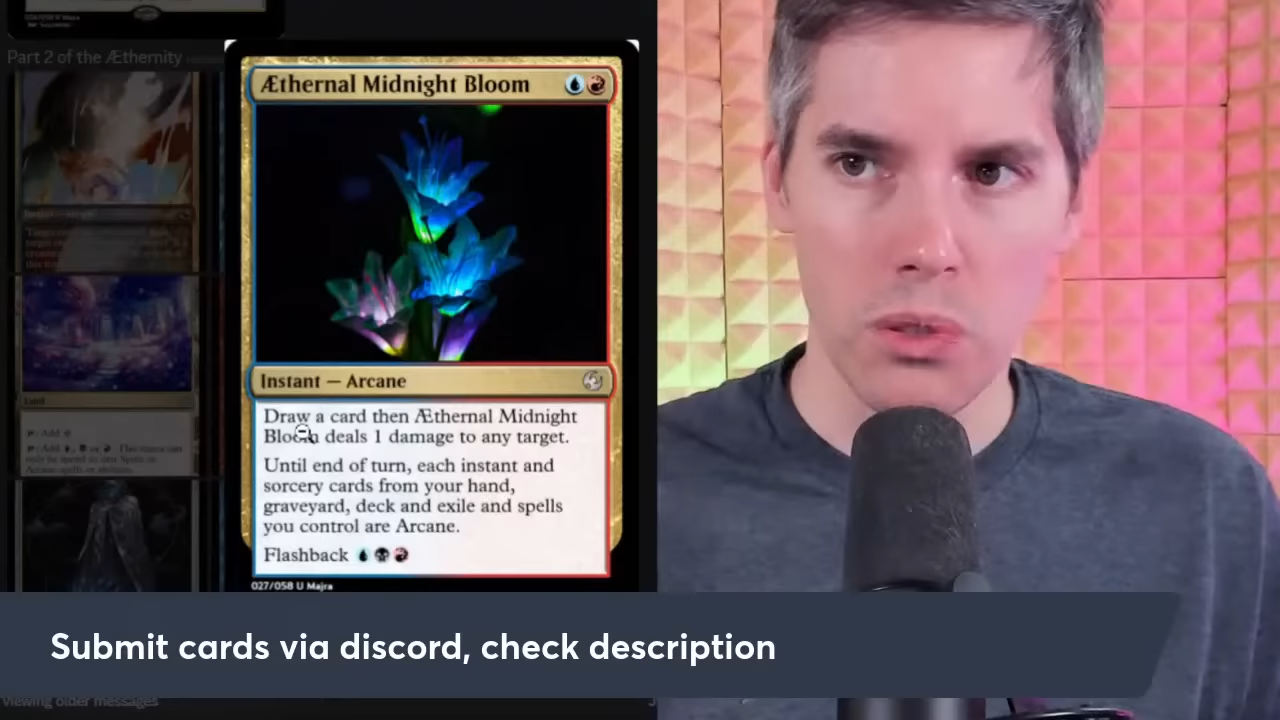 Part 2 of the Æthernity
Æthernal Midnight Bloom
Instant — Arcane
Draw a card then Æthernal Midnight
Bloom deals 1 damage to any target.
Until end of turn, each instant and
sorcery cards from your hand,
graveyard, deck and exile and spells
you control are Arcane.
Flashback
027/058 U Majra
Land
Submit cards via discord, check description
viewing older messages